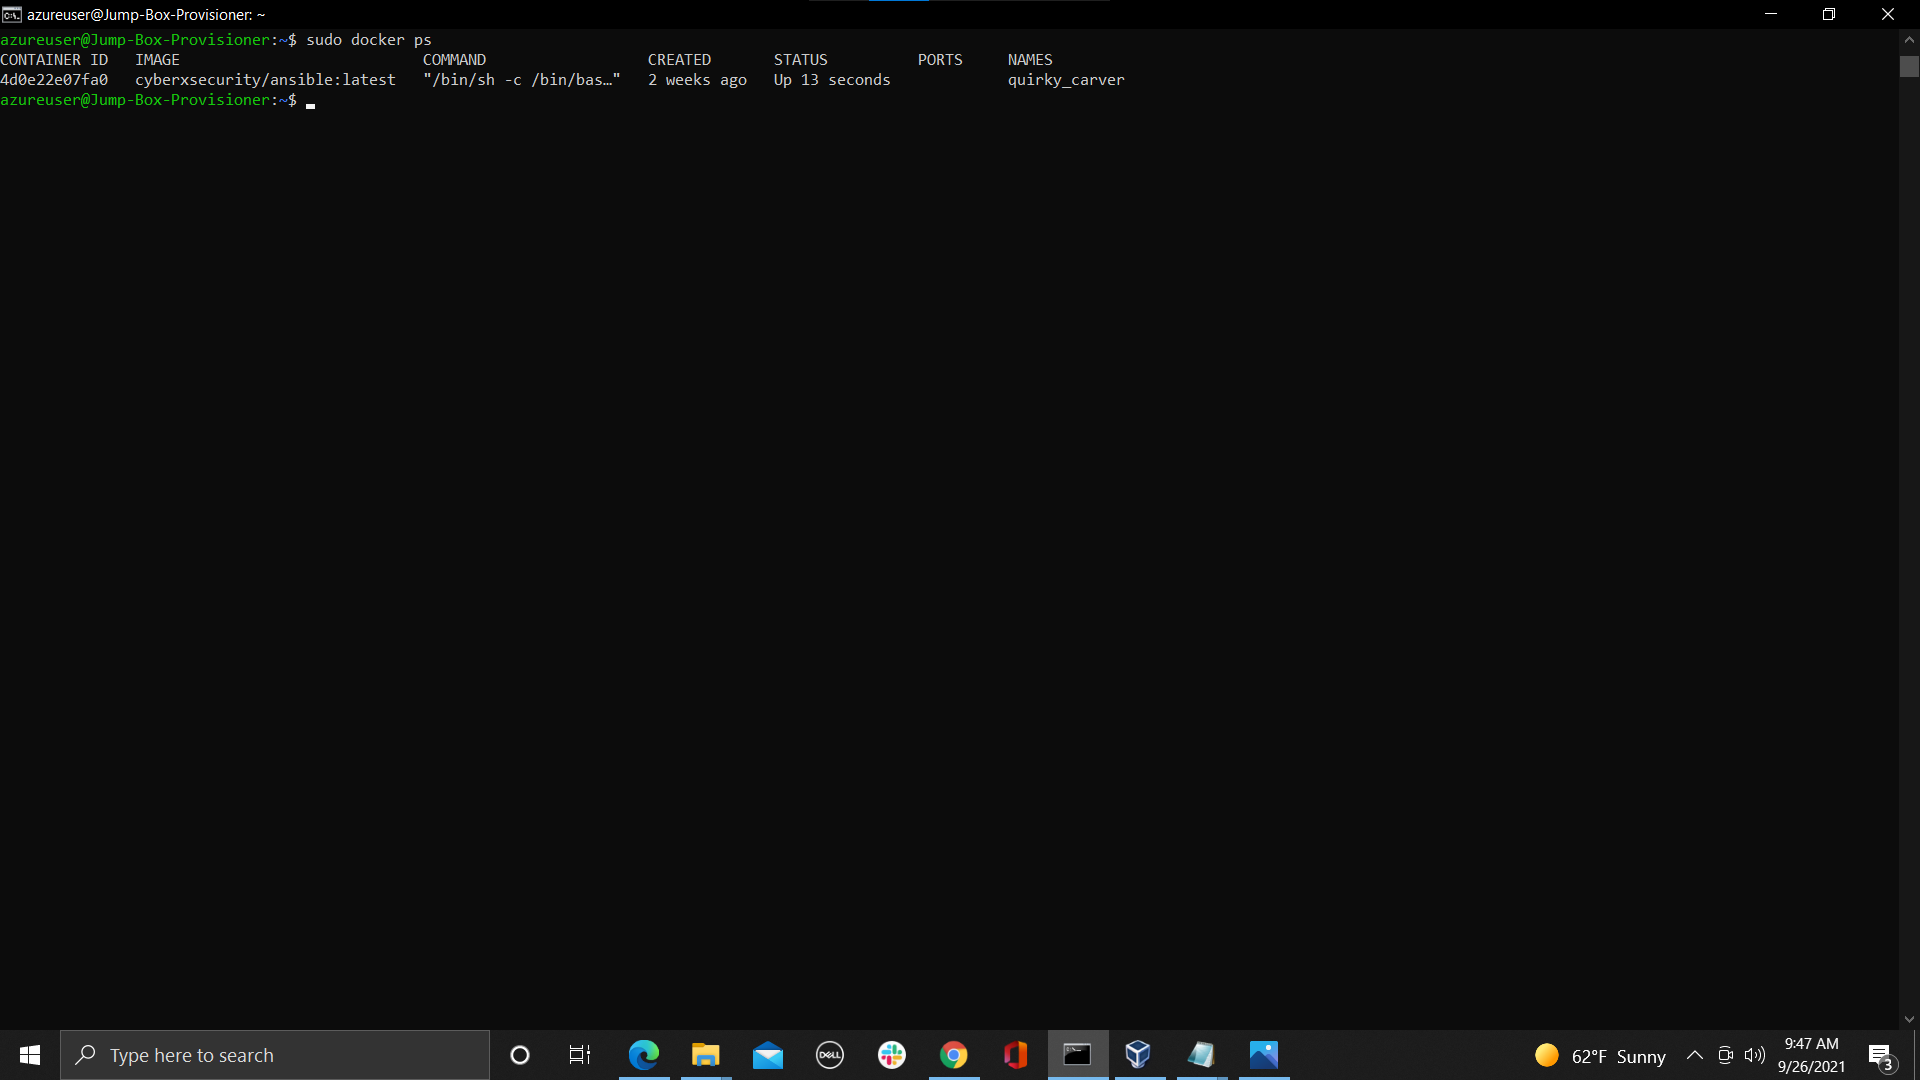 azureuser@Jump-Box-Provisioner: ~
azureuser@Jump-Box-Provisioner:~$ sudo docker ps
CONTAINER ID   IMAGE                           COMMAND                  CREATED       STATUS          PORTS     NAMES
4d0e22e07fa0   cyberxsecurity/ansible:latest   "/bin/sh -c /bin/bas…"   2 weeks ago   Up 13 seconds             quirky_carver
azureuser@Jump-Box-Provisioner:~$
Type here to search
DELL
62°F Sunny
9:47 AM
9/26/2021
3